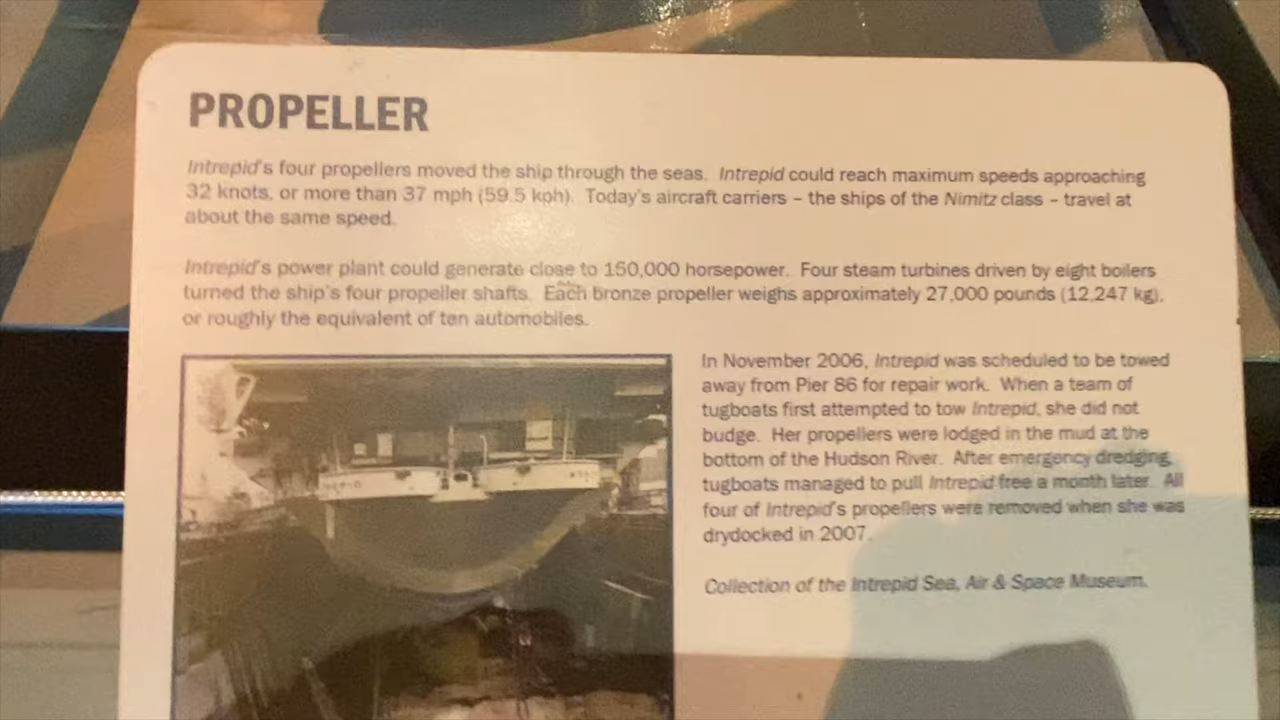 PROPELLER
Intrepid's four propellers moved the ship through the seas. Intrepid could reach maximum speeds approaching
32 knots, or more than 37 mph (59.5 kph). Today's aircraft carriers – the ships of the Nimitz class – travel at
about the same speed.
Intrepid's power plant could generate close to 150,000 horsepower. Four steam turbines driven by eight boilers
turned the ship's four propeller shafts. Each bronze propeller weighs approximately 27,000 pounds (12,247 kg),
or roughly the equivalent of ten automobiles.
In November 2006, Intrepid was scheduled to be towed
away from Pier 86 for repair work. When a team of
tugboats first attempted to tow Intrepid, she did not
budge. Her propellers were lodged in the mud at the
bottom of the Hudson River. After emergency dredging,
tugboats managed to pull Intrepid free a month later. All
four of Intrepid's propellers were removed when she was
drydocked in 2007.
Collection of the Intrepid Sea, Air & Space Museum.